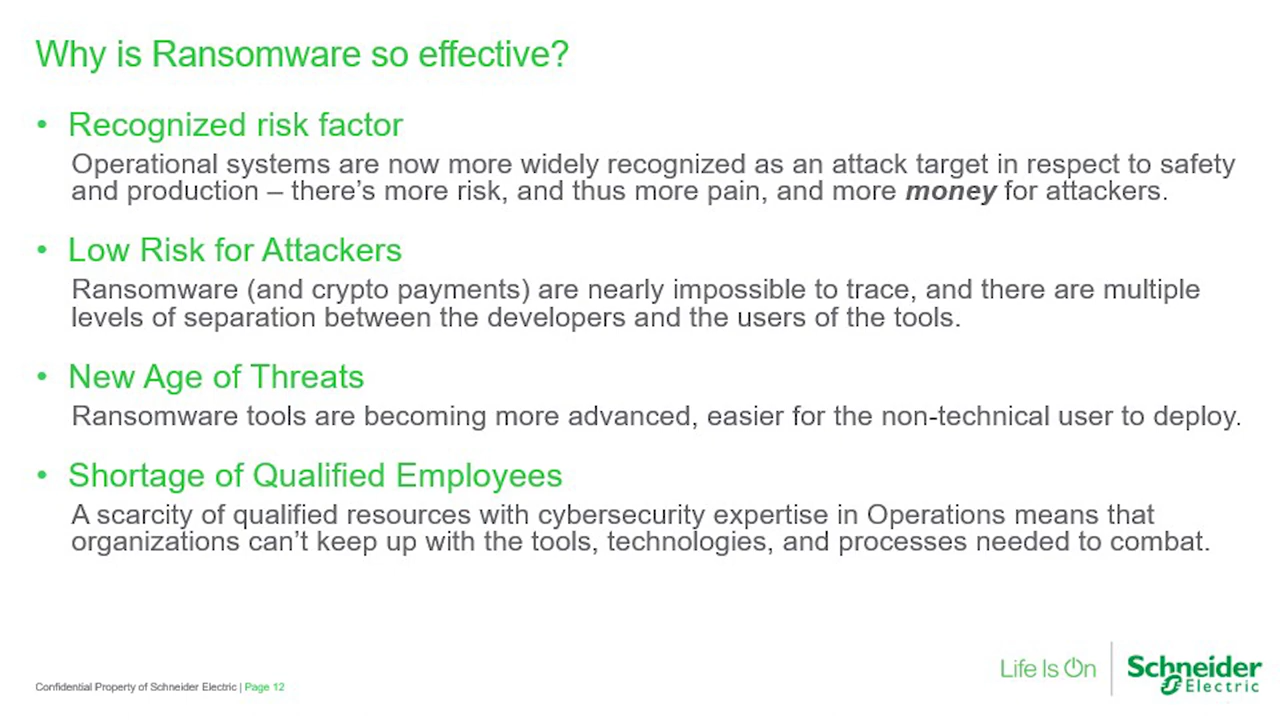 Why is Ransomware so effective?
• Recognized risk factor
Operational systems are now more widely recognized as an attack target in respect to safety
and production – there's more risk, and thus more pain, and more money for attackers.
• Low Risk for Attackers
Ransomware (and crypto payments) are nearly impossible to trace, and there are multiple
levels of separation between the developers and the users of the tools.
• New Age of Threats
Ransomware tools are becoming more advanced, easier for the non-technical user to deploy.
• Shortage of Qualified Employees
A scarcity of qualified resources with cybersecurity expertise in Operations means that
organizations can't keep up with the tools, technologies, and processes needed to combat.
Confidential Property of Schneider Electric | Page 12
Life Is On
Schneider
Electric